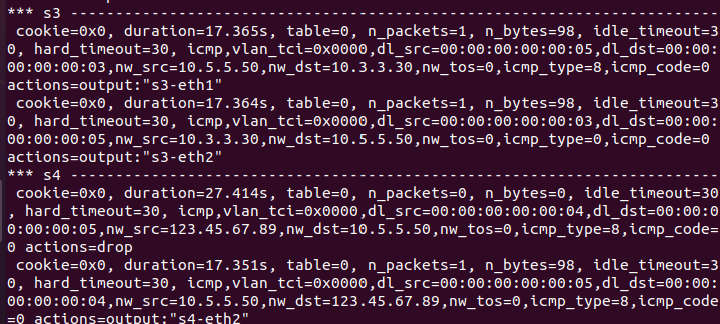 *** s3 ------------------------------------------------------------------------
 cookie=0x0, duration=17.365s, table=0, n_packets=1, n_bytes=98, idle_timeout=3
0, hard_timeout=30, icmp,vlan_tci=0x0000,dl_src=00:00:00:00:00:05,dl_dst=00:00:
00:00:00:03,nw_src=10.5.5.50,nw_dst=10.3.3.30,nw_tos=0,icmp_type=8,icmp_code=0
actions=output:"s3-eth1"
 cookie=0x0, duration=17.364s, table=0, n_packets=1, n_bytes=98, idle_timeout=3
0, hard_timeout=30, icmp,vlan_tci=0x0000,dl_src=00:00:00:00:00:03,dl_dst=00:00:
00:00:00:05,nw_src=10.3.3.30,nw_dst=10.5.5.50,nw_tos=0,icmp_type=0,icmp_code=0
actions=output:"s3-eth2"
*** s4 ------------------------------------------------------------------------
 cookie=0x0, duration=27.414s, table=0, n_packets=0, n_bytes=0, idle_timeout=30
, hard_timeout=30, icmp,vlan_tci=0x0000,dl_src=00:00:00:00:00:04,dl_dst=00:00:0
0:00:00:05,nw_src=123.45.67.89,nw_dst=10.5.5.50,nw_tos=0,icmp_type=8,icmp_code=
0 actions=drop
 cookie=0x0, duration=17.351s, table=0, n_packets=1, n_bytes=98, idle_timeout=3
0, hard_timeout=30, icmp,vlan_tci=0x0000,dl_src=00:00:00:00:00:05,dl_dst=00:00:
00:00:00:04,nw_src=10.5.5.50,nw_dst=123.45.67.89,nw_tos=0,icmp_type=8,icmp_code
=0 actions=output:"s4-eth2"